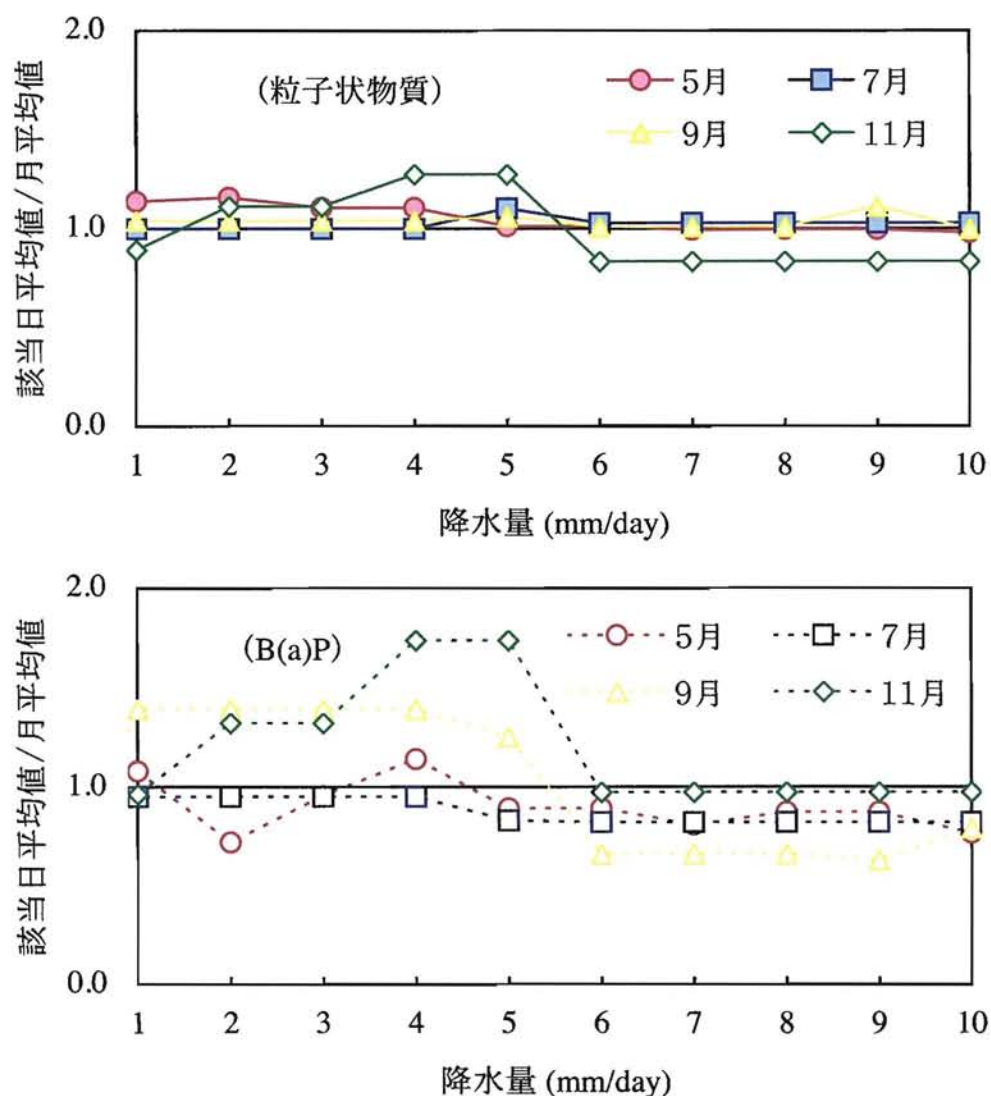 該当日平均値/月平均値
2.0
1.0
0.0
(粒子状物質)
5月 7月
9月 11月
1 2 3 4 5 6 7 8 9 10
降水量 (mm/day)
該当日平均値/月平均値
2.0
1.0
0.0
(B(a)P)
5月 7月
9月 11月
1 2 3 4 5 6 7 8 9 10
降水量 (mm/day)